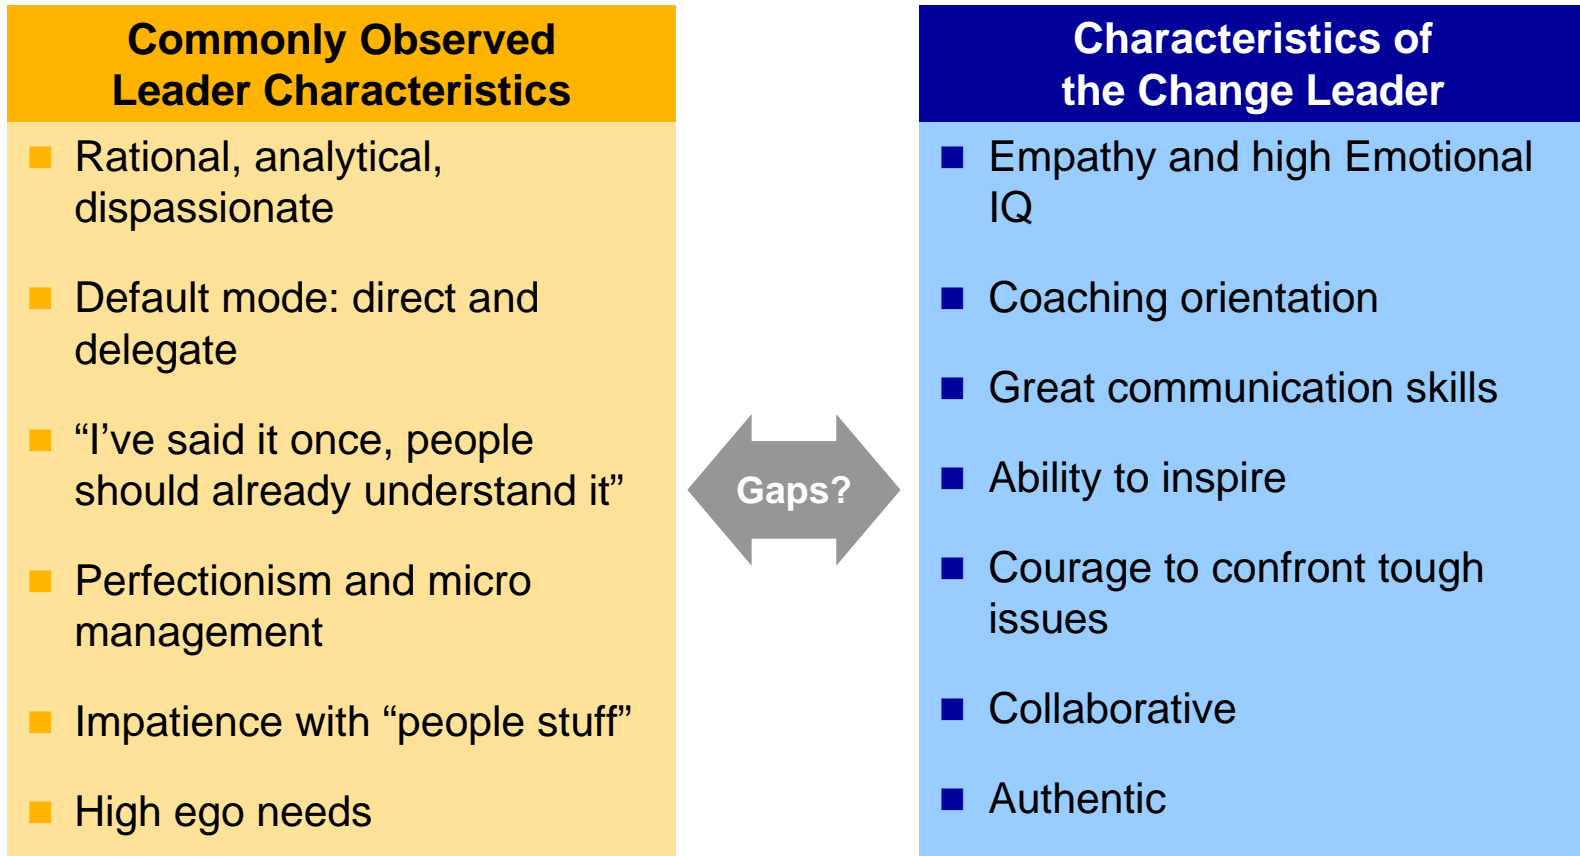 Commonly Observed
Leader Characteristics
Rational, analytical,
dispassionate
Default mode: direct and
delegate
“I’ve said it once, people
should already understand it”
Perfectionism and micro
management
Impatience with “people stuff”
High ego needs
Gaps?
Characteristics of
the Change Leader
Empathy and high Emotional
IQ
Coaching orientation
Great communication skills
Ability to inspire
Courage to confront tough
issues
Collaborative
Authentic